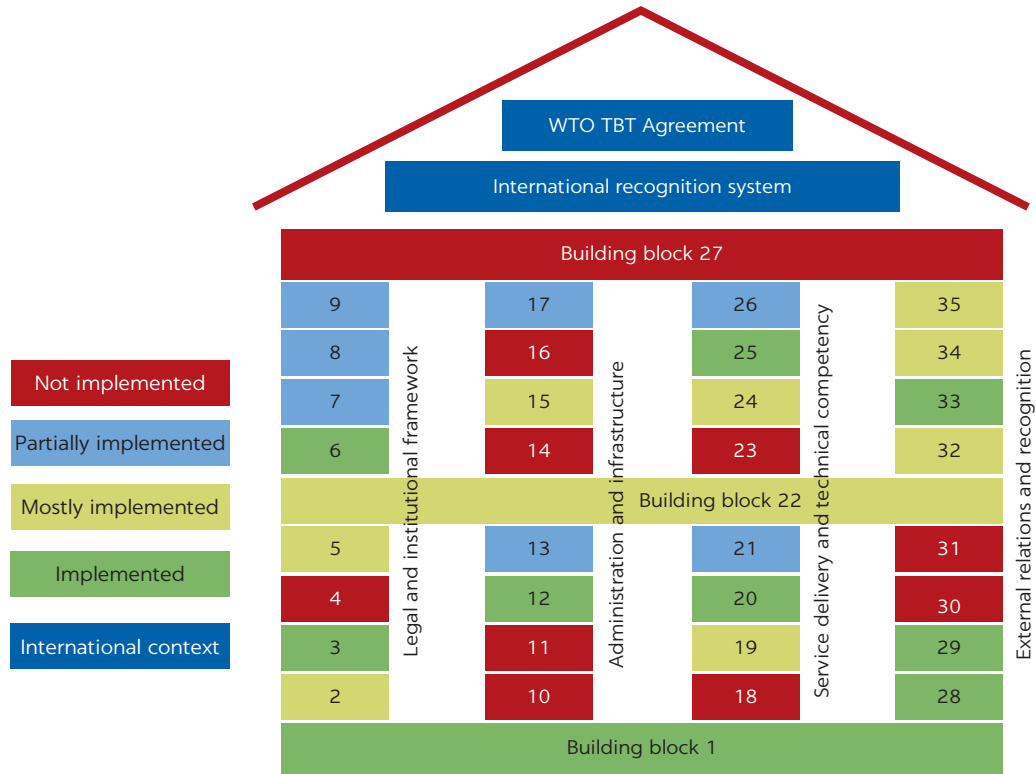 WTO TBT Agreement
International recognition system
Building block 27
9
17
26
35
8
16
25
34
7
15
24
33
6
14
23
32
Building block 22
5
13
21
31
4
12
20
30
3
11
19
29
2
10
18
28
Building block 1
Legal and institutional framework
Administration and infrastructure
Service delivery and technical competency
External relations and recognition
Not implemented
Partially implemented
Mostly implemented
Implemented
International context